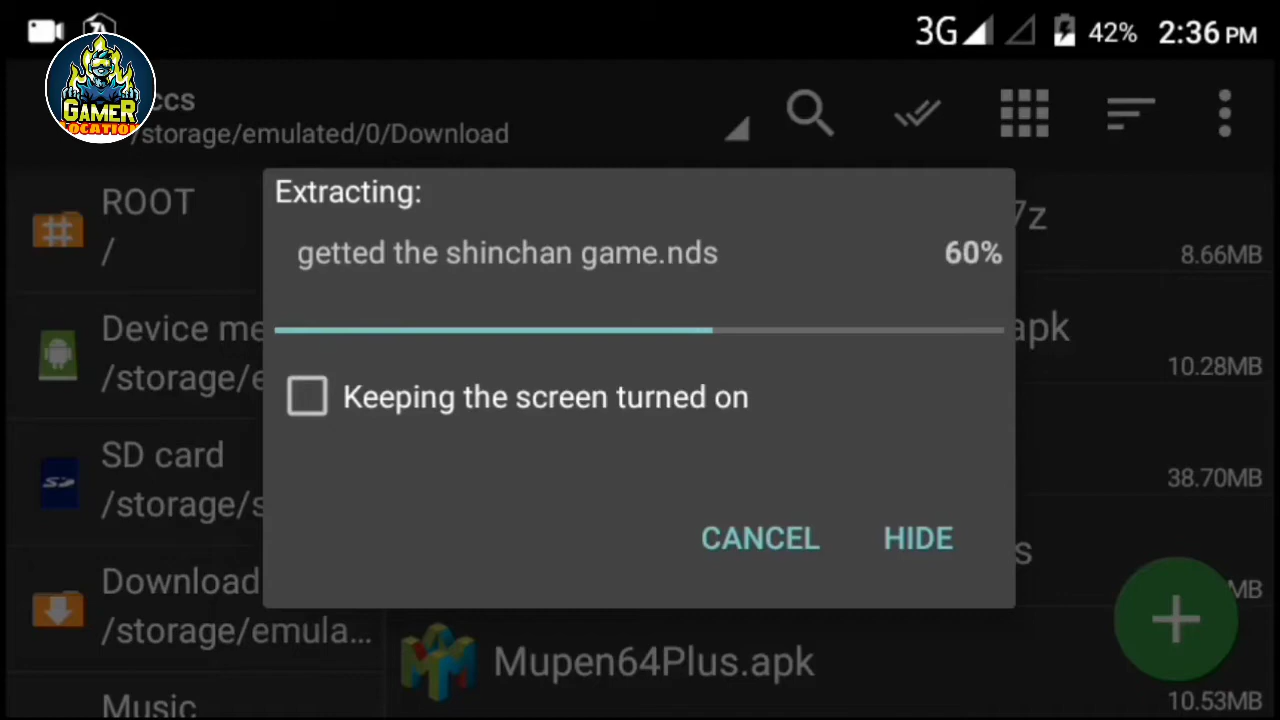 3G 42% 2:36 PM
GAMER
LOCATION
ccs
/storage/emulated/0/Download
ROOT
/
Device me
/storage/e
SD card
/storage/s
Download
/storage/emula...
Music
Extracting:
getted the shinchan game.nds 60%
Keeping the screen turned on
CANCEL HIDE
7z
8.66MB
apk
10.28MB
38.70MB
s
MB
Mupen64Plus.apk
10.53MB